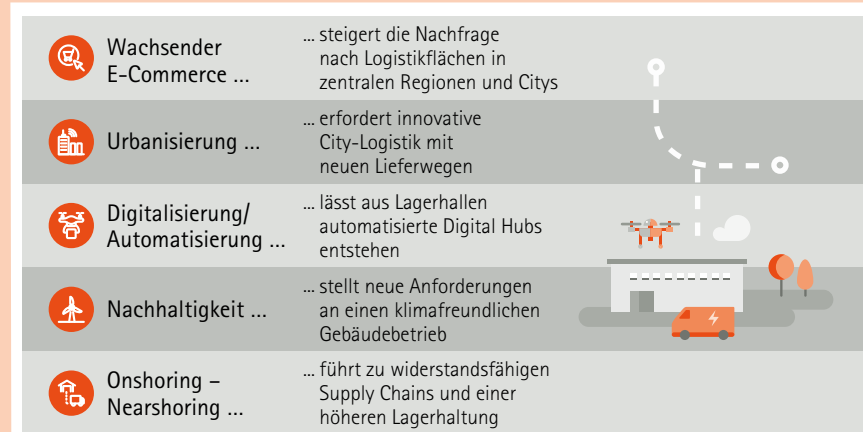 Wachsender
E-Commerce ...
... steigert die Nachfrage
nach Logistikflächen in
zentralen Regionen und Citys
Urbanisierung ...
... erfordert innovative
City-Logistik mit
neuen Lieferwegen
Digitalisierung/
Automatisierung ...
... lässt aus Lagerhallen
automatisierte Digital Hubs
entstehen
Nachhaltigkeit ...
... stellt neue Anforderungen
an einen klimafreundlichen
Gebäudebetrieb
Onshoring –
Nearshoring ...
... führt zu widerstandsfähigen
Supply Chains und einer
höheren Lagerhaltung